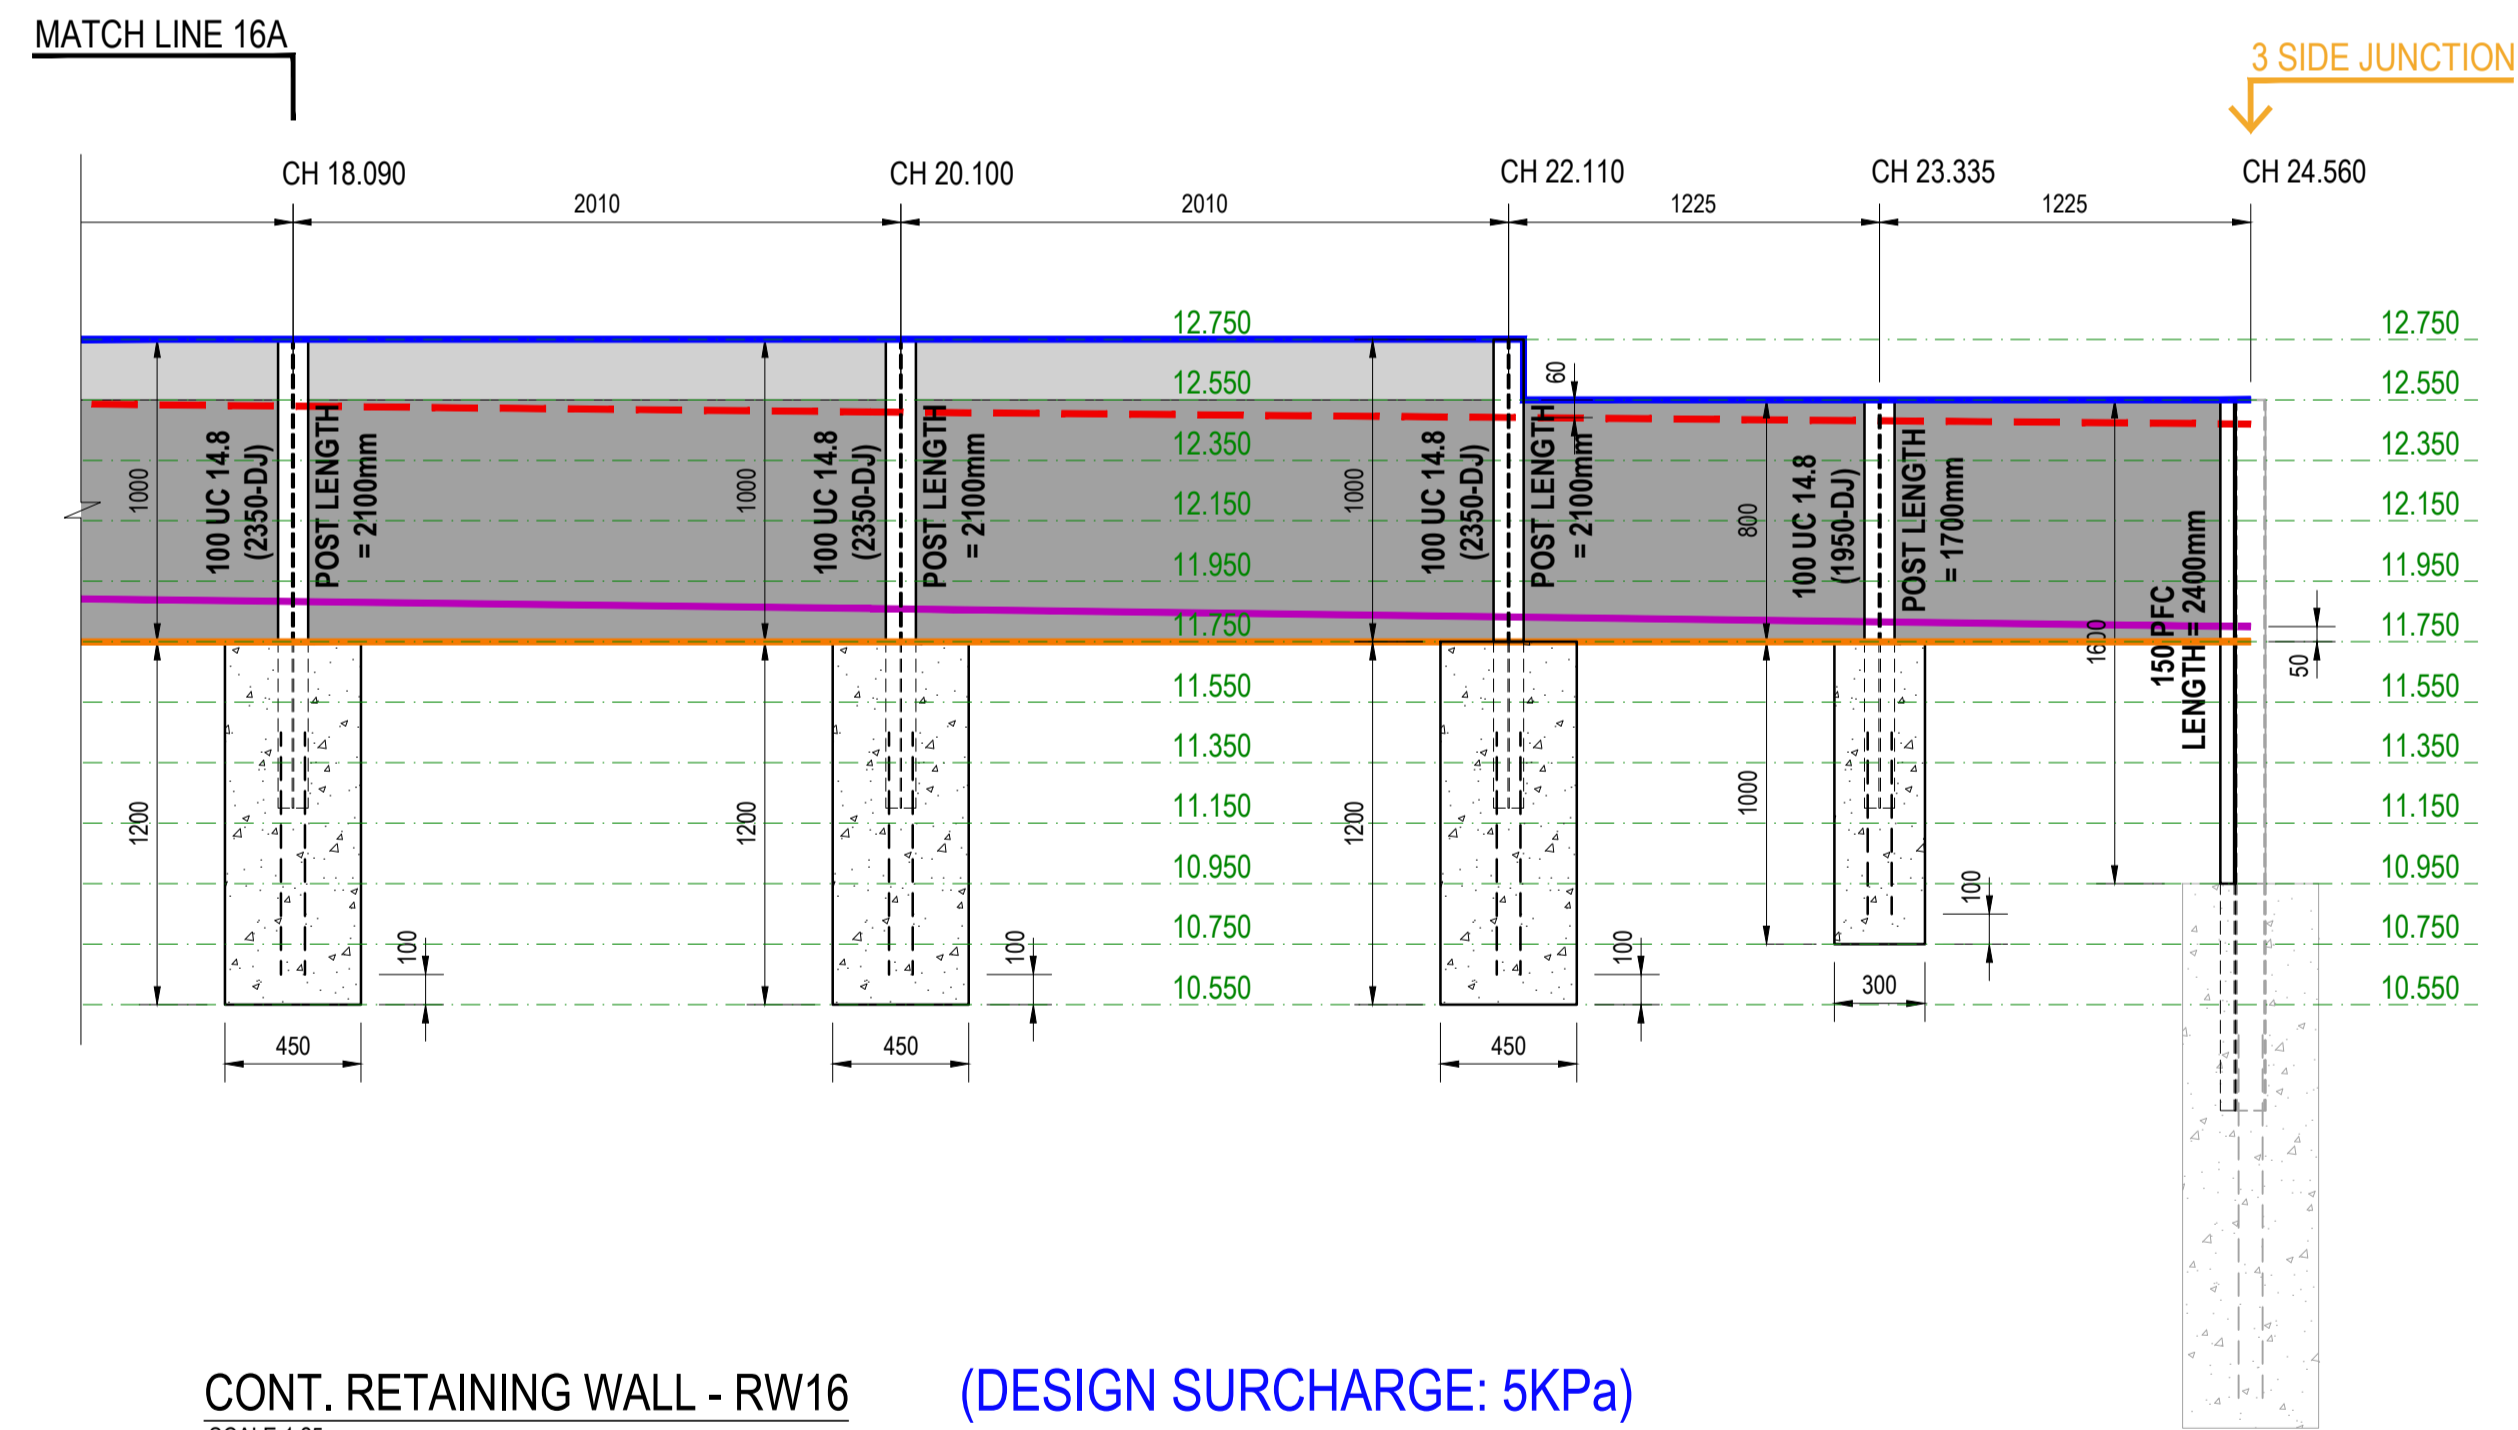 MATCH LINE 16A
3 SIDE JUNCTION
CH 18.090
CH 20.100
CH 22.110
CH 23.335
CH 24.560
2010
2010
1225
1225
12.750
12.750
12.550
12.550
12.350
12.350
12.150
12.150
11.950
11.950
11.750
11.750
11.550
11.550
11.350
11.350
11.150
11.150
10.950
10.950
10.750
10.750
10.550
10.550
1000
100 UC 14.8
(2350-DJ)
POST LENGTH
= 2100mm
1000
100 UC 14.8
(2350-DJ)
POST LENGTH
= 2100mm
1000
100 UC 14.8
(2350-DJ)
POST LENGTH
= 2100mm
60
800
100 UC 14.8
(1950-DJ)
POST LENGTH
= 1700mm
1600
150 PFC
LENGTH = 2400mm
50
1200
100
450
1200
100
450
1200
100
450
1000
100
300
CONT. RETAINING WALL - RW16
(DESIGN SURCHARGE: 5KPa)